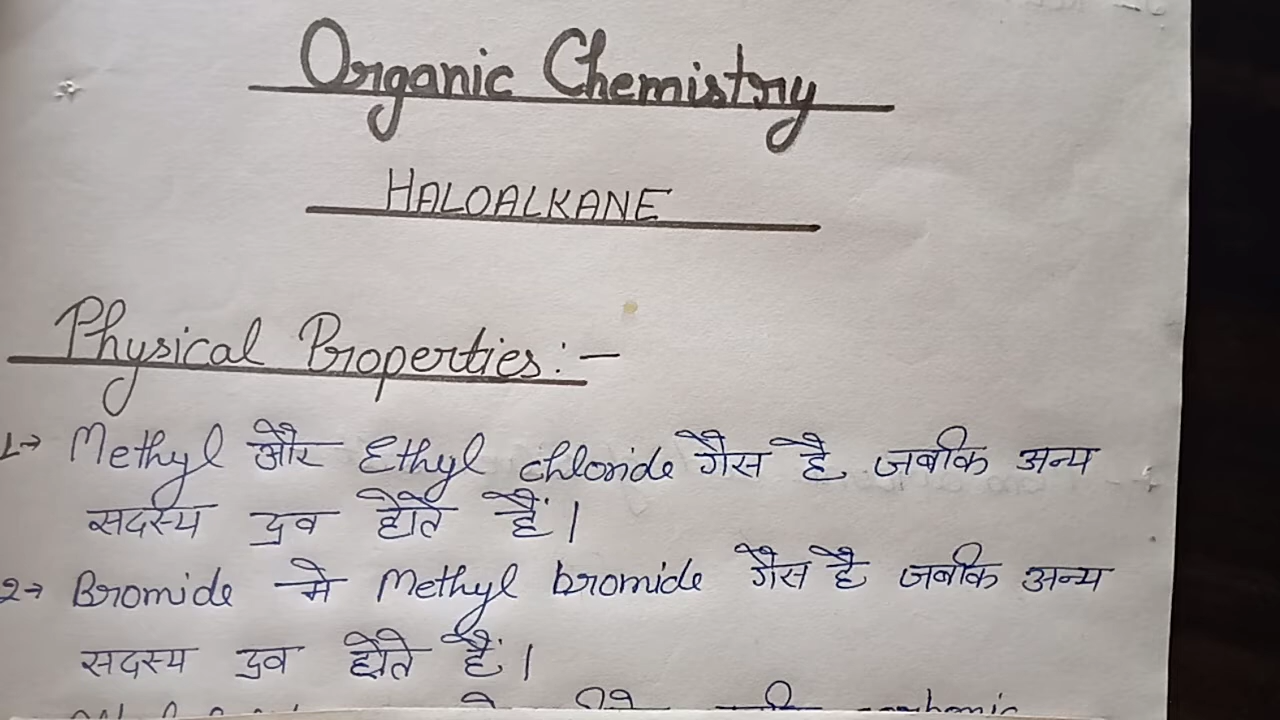 Organic Chemistry
HALOALKANE
Physical Properties:-
1→ Methyl और Ethyl chloride गैस है, जबकि अन्य
सदस्य द्रव होते हैं।
2→ Bromide मे Methyl bromide गैस है जबकि अन्य
सदस्य द्रव होते हैं।